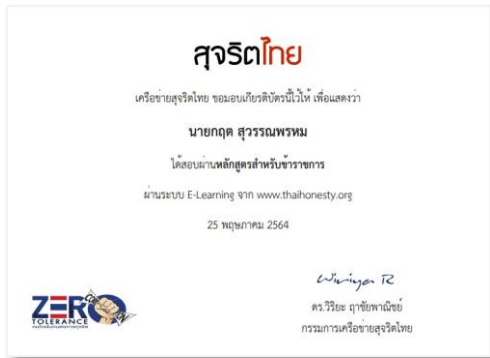 สุจริตไทย
เครือข่ายสุจริตไทย ขอมอบเกียรติบัตรนี้ไว้ให้ เพื่อแสดงว่า
นายกฤต สุวรรณพรหม
ได้สอบผ่านหลักสูตรสำหรับข้าราชการ
ผ่านระบบ E-Learning จาก www.thaihonesty.org
25 พฤษภาคม 2564
Wiriya R
ดร.วิริยะ ฤาชัยพาณิชย์
กรรมการเครือข่ายสุจริตไทย
ZERO
TOLERANCE